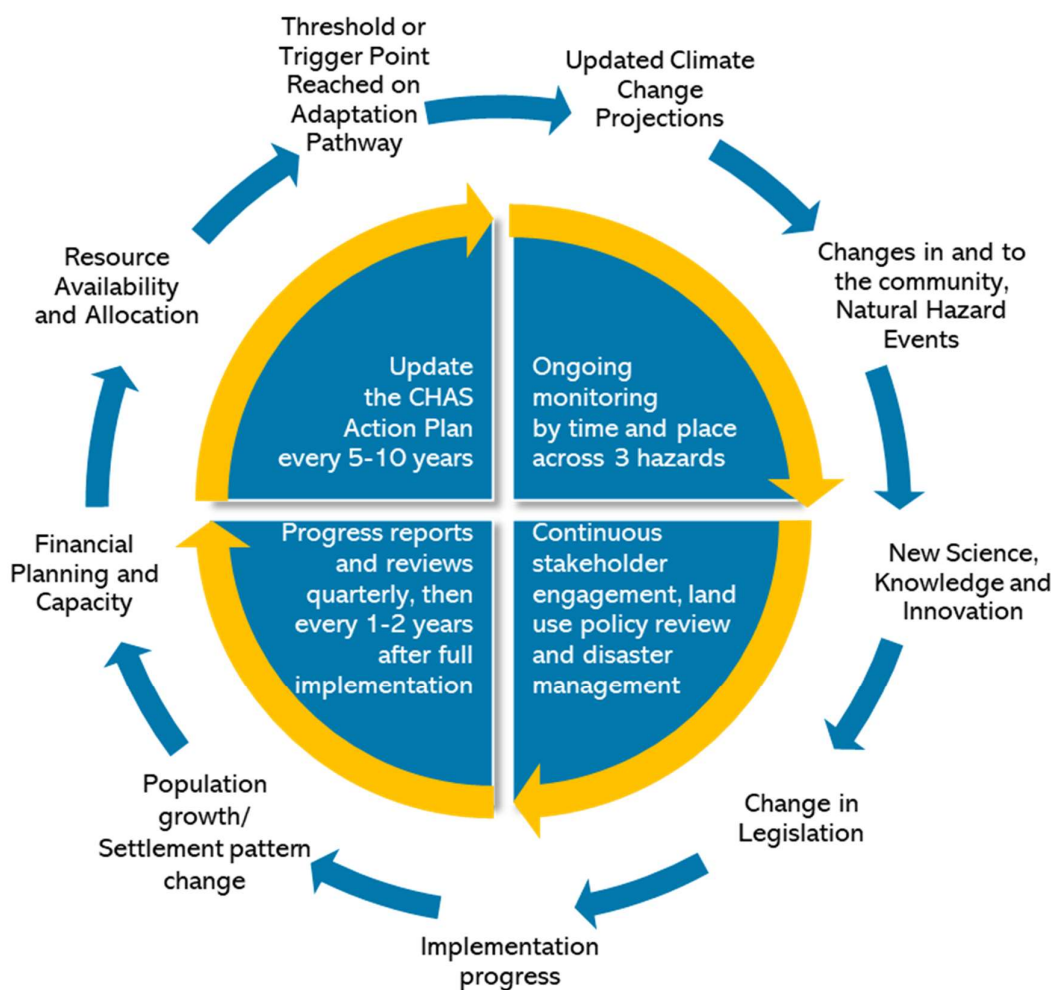 Threshold or
Trigger Point
Reached on
Adaptation
Pathway
Updated Climate
Change
Projections
Changes in and to
the community,
Natural Hazard
Events
New Science,
Knowledge and
Innovation
Change in
Legislation
Implementation
progress
Population
growth/
Settlement pattern
change
Financial
Planning and
Capacity
Resource
Availability
and Allocation
Update
the CHAS
Action Plan
every 5-10 years
Ongoing
monitoring
by time and place
across 3 hazards
Continuous
stakeholder
engagement, land
use policy review
and disaster
management
Progress reports
and reviews
quarterly, then
every 1-2 years
after full
implementation